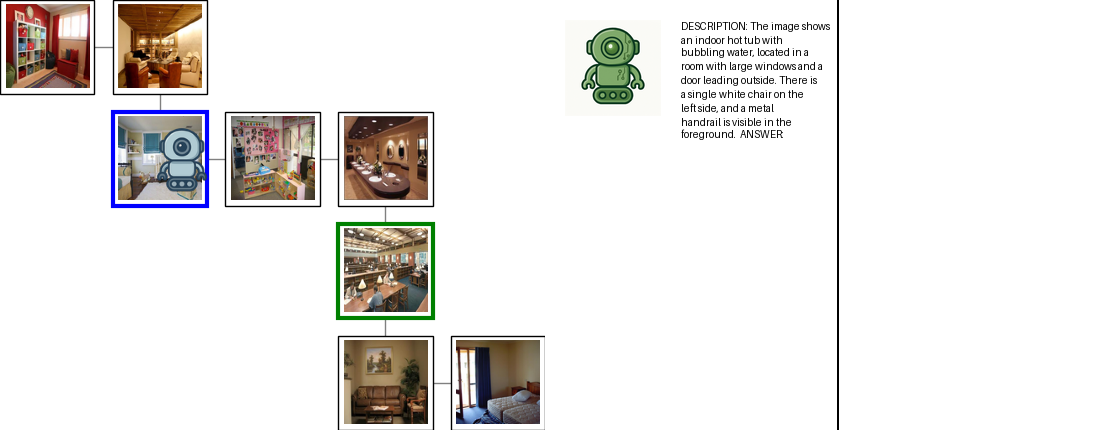 DESCRIPTION: The image shows
an indoor hot tub with
bubbling water, located in a
room with large windows and a
door leading outside. There is
a single white chair on the
left side, and a metal
handrail is visible in the
foreground. ANSWER